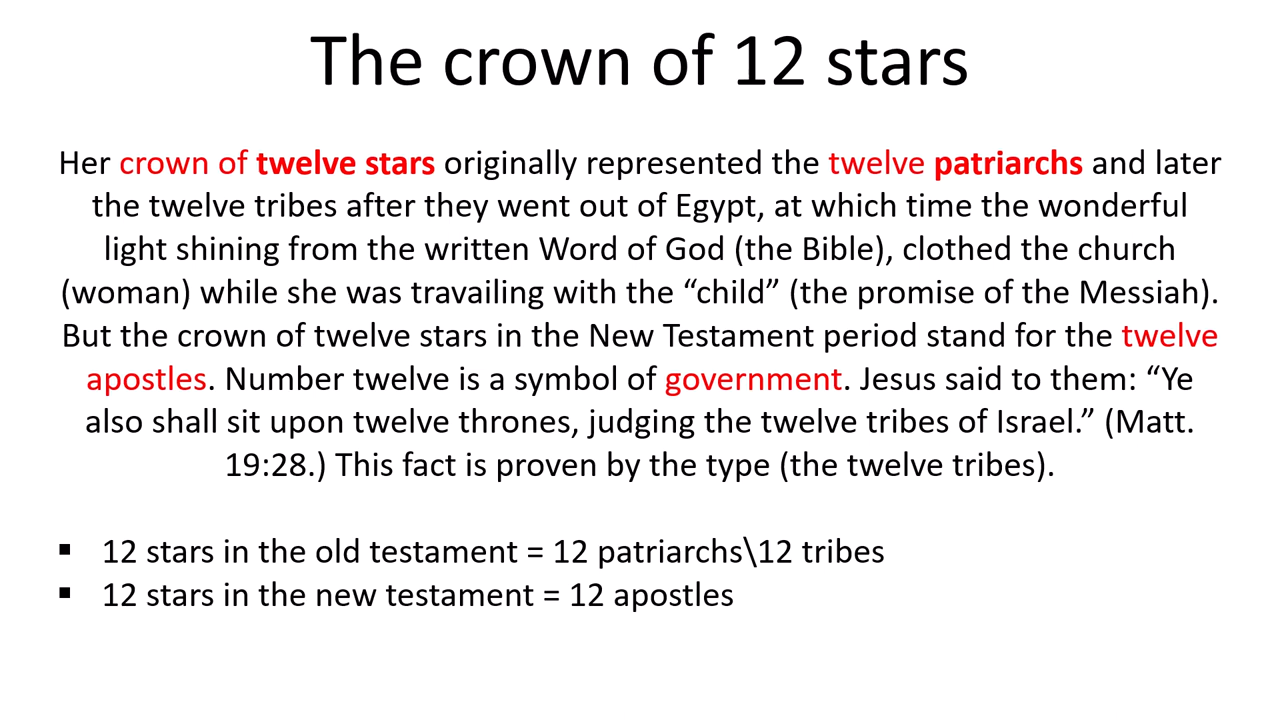 The crown of 12 stars
Her crown of twelve stars originally represented the twelve patriarchs and later
the twelve tribes after they went out of Egypt, at which time the wonderful
light shining from the written Word of God (the Bible), clothed the church
(woman) while she was travailing with the “child” (the promise of the Messiah).
But the crown of twelve stars in the New Testament period stand for the twelve
apostles. Number twelve is a symbol of government. Jesus said to them: “Ye
also shall sit upon twelve thrones, judging the twelve tribes of Israel.” (Matt.
19:28.) This fact is proven by the type (the twelve tribes).
▪ 12 stars in the old testament = 12 patriarchs\12 tribes
▪ 12 stars in the new testament = 12 apostles